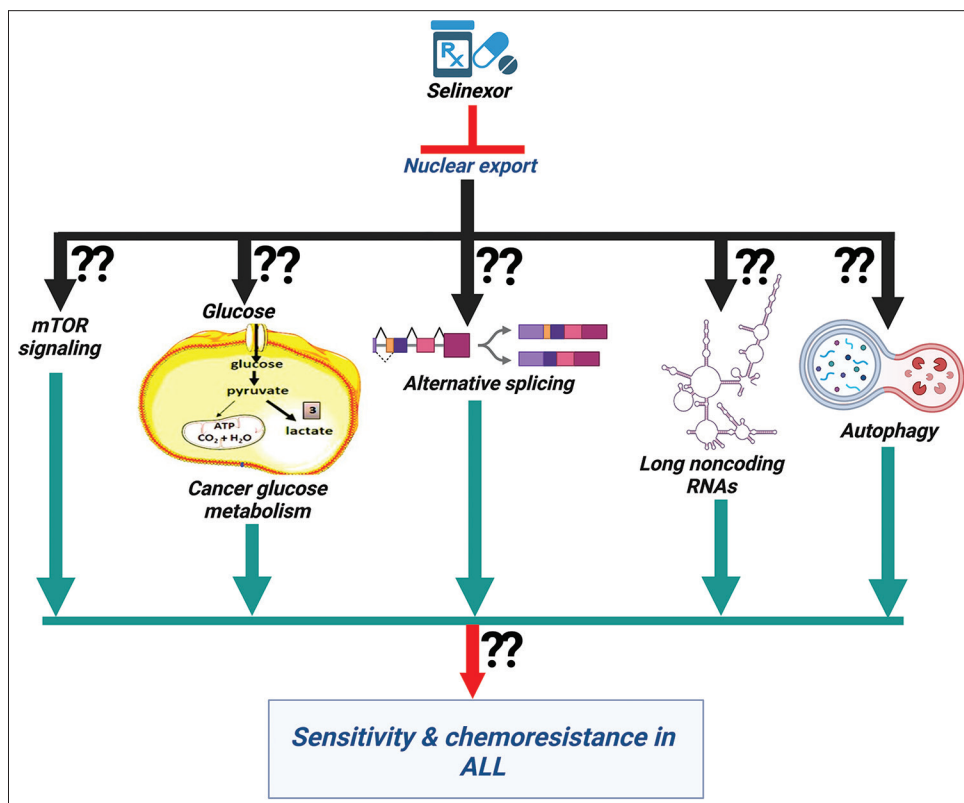 Rx
Selinexor
Nuclear export
??
??
??
??
??
mTOR
signaling
Glucose
glucose
pyruvate
3
ATP
CO₂ + H₂O
lactate
Cancer glucose
metabolism
Alternative splicing
Long noncoding
RNAs
Autophagy
??
Sensitivity & chemoresistance in
ALL